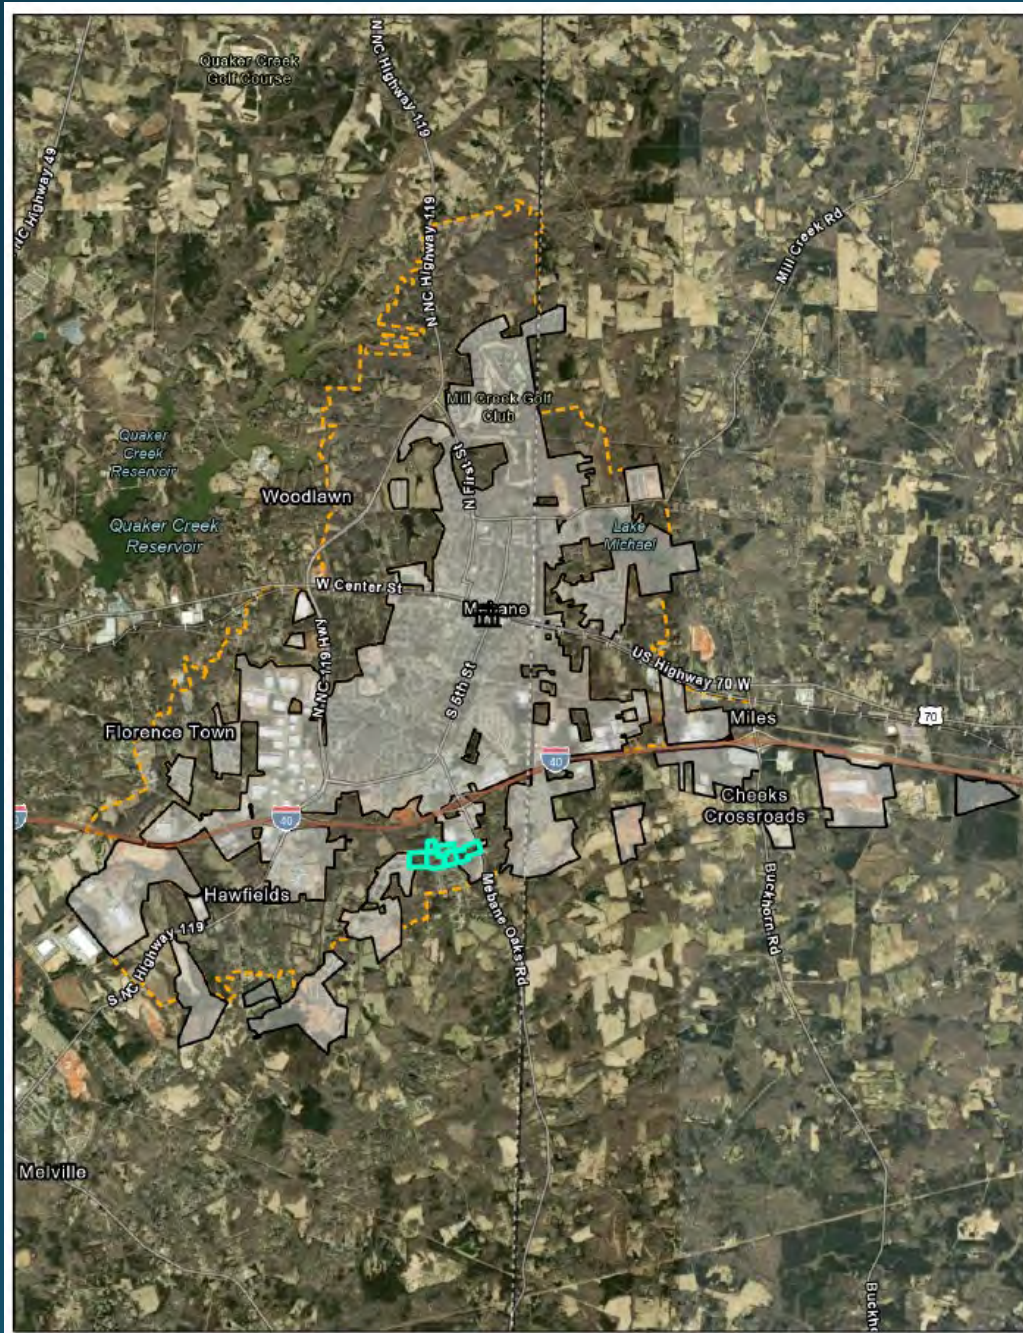 Quaker Creek
Golf Course
N NC Highway 119
NC Highway 49
N NC Highway 119
Mill Creek Rd
Mill Creek Golf
Club
Quaker
Creek
Reservoir
N First St
Woodlawn
Quaker Creek
Reservoir
Lake
Michael
W Center St
Mebane
N NC-119 Hwy
S 5th St
US Highway 70 W
Florence Town
Miles
70
40
Cheeks
Crossroads
40
Hawfields
Mebane Oaks Rd
Buckhorn Rd
S NC Highway 119
Melville